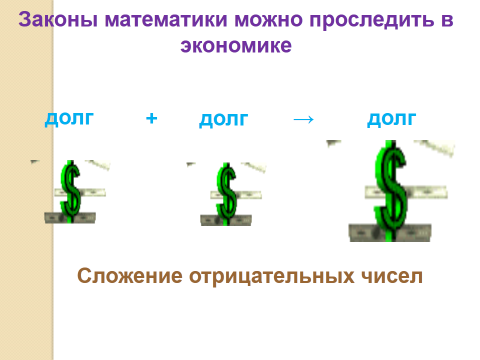 Законы математики можно проследить в
экономике
долг + долг → долг
Сложение отрицательных чисел